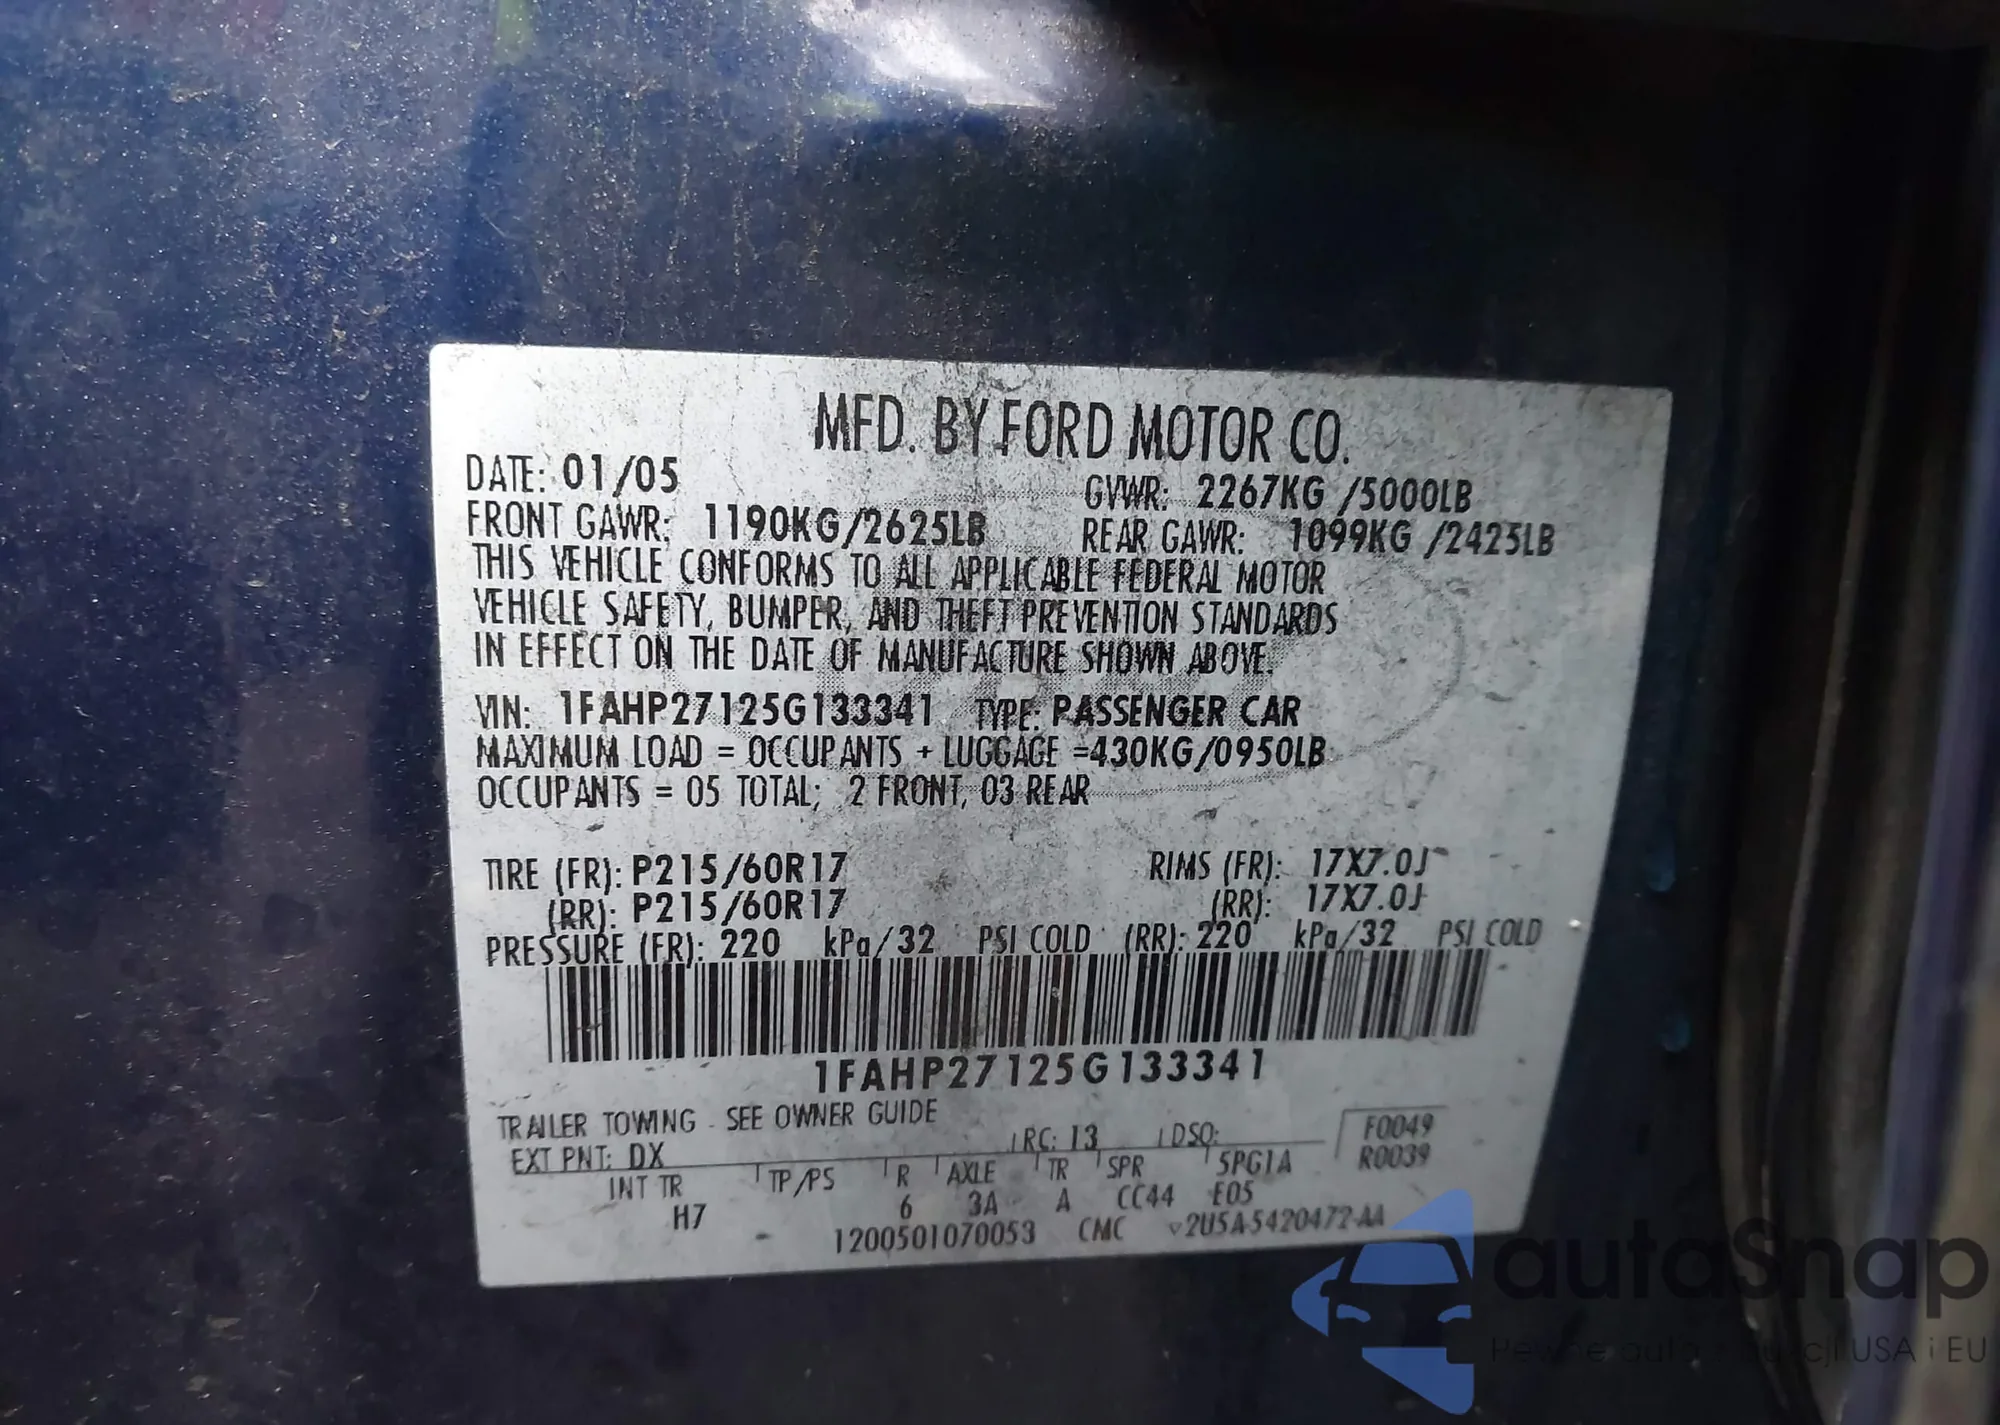 MFD. BY FORD MOTOR CO.
DATE: 01/05 GVWR: 2267KG /5000LB
FRONT GAWR: 1190KG/2625LB REAR GAWR: 1099KG /2425LB
THIS VEHICLE CONFORMS TO ALL APPLICABLE FEDERAL MOTOR
VEHICLE SAFETY, BUMPER, AND THEFT PREVENTION STANDARDS
IN EFFECT ON THE DATE OF MANUFACTURE SHOWN ABOVE.
VIN: 1FAHP27125G133341 TYPE: PASSENGER CAR
MAXIMUM LOAD = OCCUPANTS + LUGGAGE =430KG/0950LB
OCCUPANTS = 05 TOTAL; 2 FRONT, 03 REAR
TIRE (FR): P215/60R17 RIMS (FR): 17X7.0J
(RR): P215/60R17 (RR): 17X7.0J
PRESSURE (FR): 220 kPa/32 PSI COLD (RR): 220 kPa/32 PSI COLD
1FAHP27125G133341
TRAILER TOWING - SEE OWNER GUIDE
EXT PNT: DX RC: 13 DSO: F0049
R0039
INT TR TP/PS R AXLE TR SPR 5PG1A
H7 6 3A A CC44 E05
1200501070053 CMC 2U5A-5420472-AA
autaSnap
USA i EU